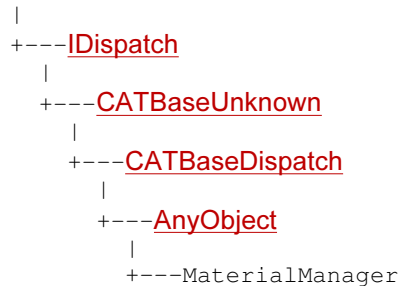 |
+---IDispatch
|
+---CATBaseUnknown
|
+---CATBaseDispatch
|
+---AnyObject
|
+---MaterialManager